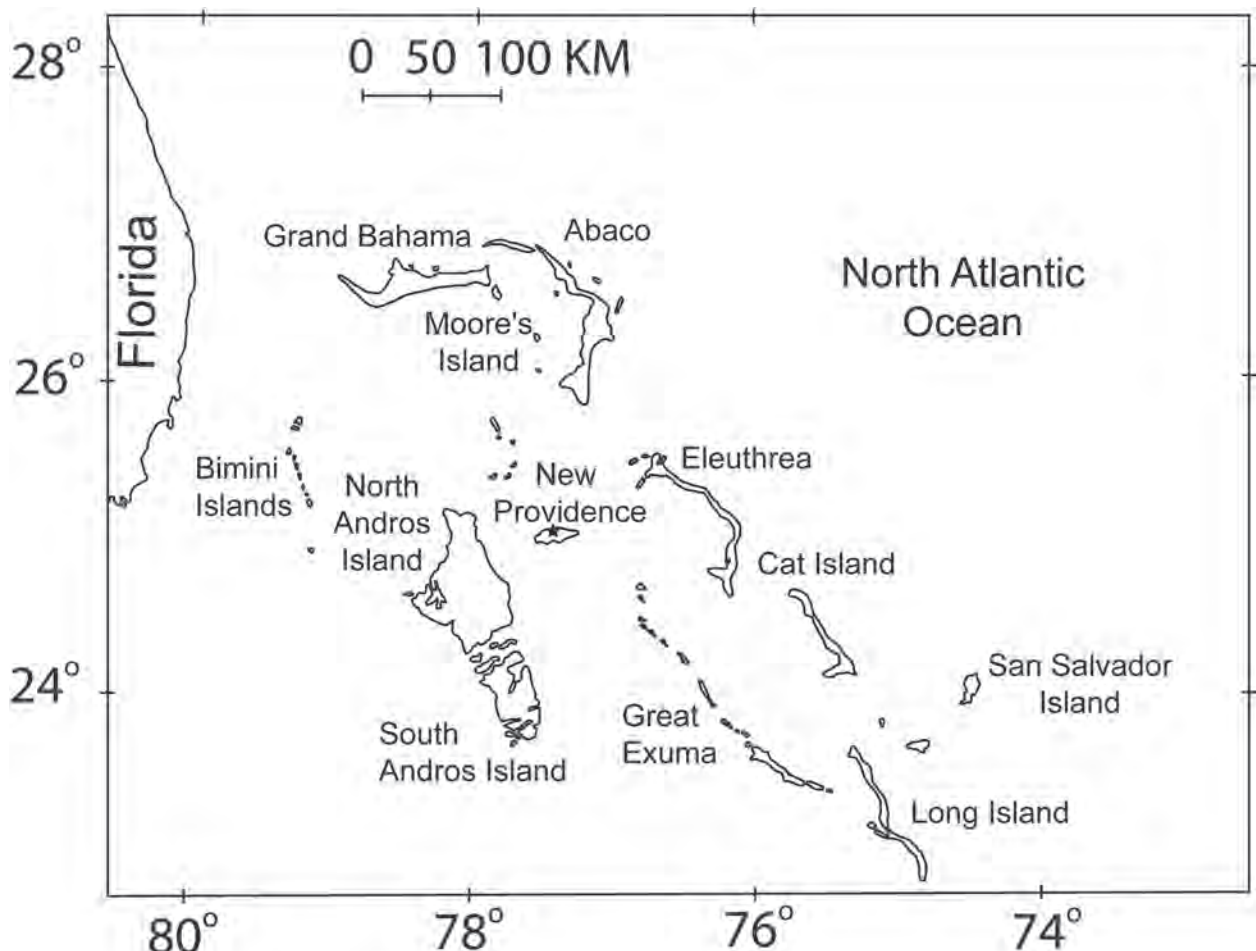 28°
0 50 100 KM
Florida
Grand Bahama
Abaco
North Atlantic
Ocean
Moore's
Island
26°
Bimini
Islands
North
Andros
Island
New
Providence
Eleuthrea
Cat Island
24°
San Salvador
Island
South
Andros Island
Great
Exuma
Long Island
80°
78°
76°
74°